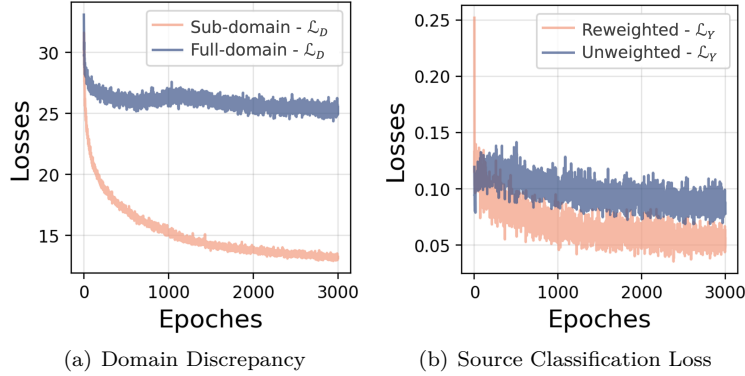 Sub-domain - ℒ_D
Full-domain - ℒ_D
30
25
20
15
Losses
0
1000
2000
3000
Epoches
(a) Domain Discrepancy
Reweighted - ℒ_Y
Unweighted - ℒ_Y
0.25
0.20
0.15
0.10
0.05
Losses
0
1000
2000
3000
Epoches
(b) Source Classification Loss